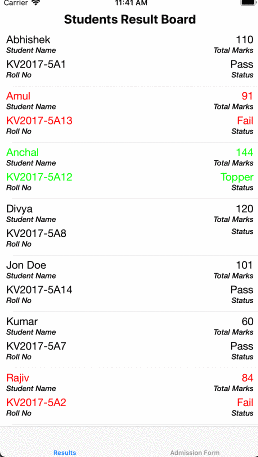 Carrier 11:41 AM
Students Result Board
Abhishek 110
Student Name Total Marks
KV2017-5A1 Pass
Roll No Status
Amul 91
Student Name Total Marks
KV2017-5A13 Fail
Roll No Status
Anchal 144
Student Name Total Marks
KV2017-5A12 Topper
Roll No Status
Divya 120
Student Name Total Marks
KV2017-5A8 Status
Roll No
Jon Doe 101
Student Name Total Marks
KV2017-5A14 Pass
Roll No Status
Kumar 60
Student Name Total Marks
KV2017-5A7 Pass
Roll No Status
Rajiv 84
Student Name Total Marks
KV2017-5A2 Fail
Roll No Status
Results Admission Form